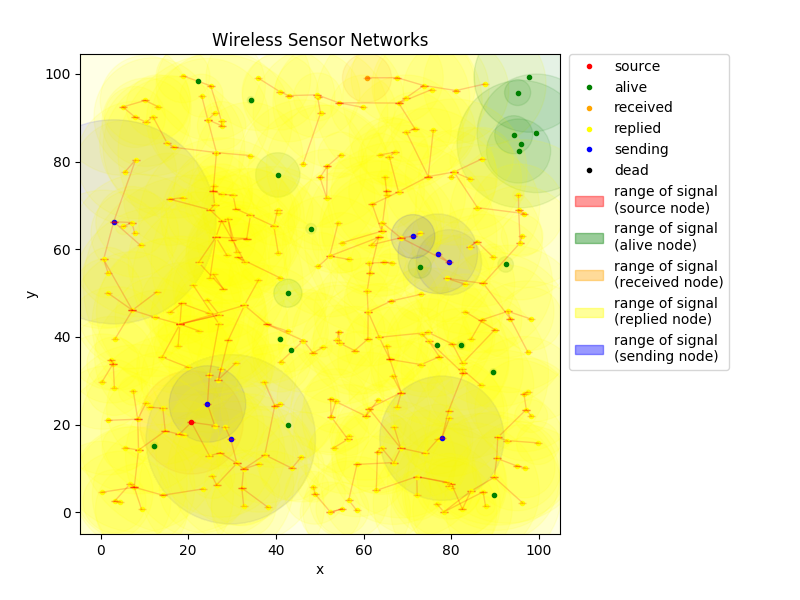 Wireless Sensor Networks
100
80
60
40
20
0
y
0
20
40
60
80
100
x
source
alive
received
replied
sending
dead
range of signal
(source node)
range of signal
(alive node)
range of signal
(received node)
range of signal
(replied node)
range of signal
(sending node)